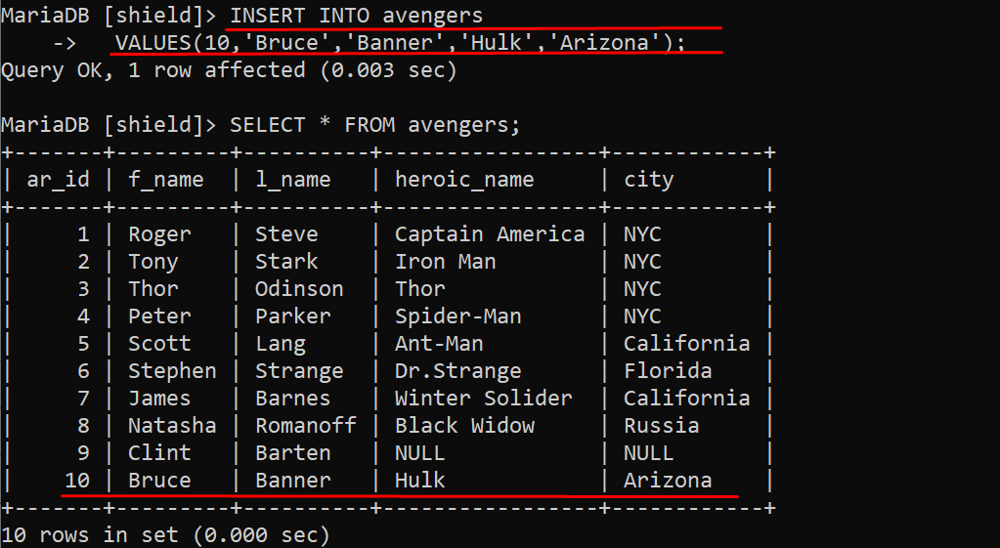 MariaDB [shield]> INSERT INTO avengers
    ->   VALUES(10,'Bruce','Banner','Hulk','Arizona');
Query OK, 1 row affected (0.003 sec)

MariaDB [shield]> SELECT * FROM avengers;
+-------+---------+----------+-----------------+------------+
| ar_id | f_name  | l_name   | heroic_name     | city       |
+-------+---------+----------+-----------------+------------+
|     1 | Roger   | Steve    | Captain America | NYC        |
|     2 | Tony    | Stark    | Iron Man        | NYC        |
|     3 | Thor    | Odinson  | Thor            | NYC        |
|     4 | Peter   | Parker   | Spider-Man      | NYC        |
|     5 | Scott   | Lang     | Ant-Man         | California |
|     6 | Stephen | Strange  | Dr.Strange      | Florida    |
|     7 | James   | Barnes   | Winter Solider  | California |
|     8 | Natasha | Romanoff | Black Widow     | Russia     |
|     9 | Clint   | Barten   | NULL            | NULL       |
|    10 | Bruce   | Banner   | Hulk            | Arizona    |
+-------+---------+----------+-----------------+------------+
10 rows in set (0.000 sec)